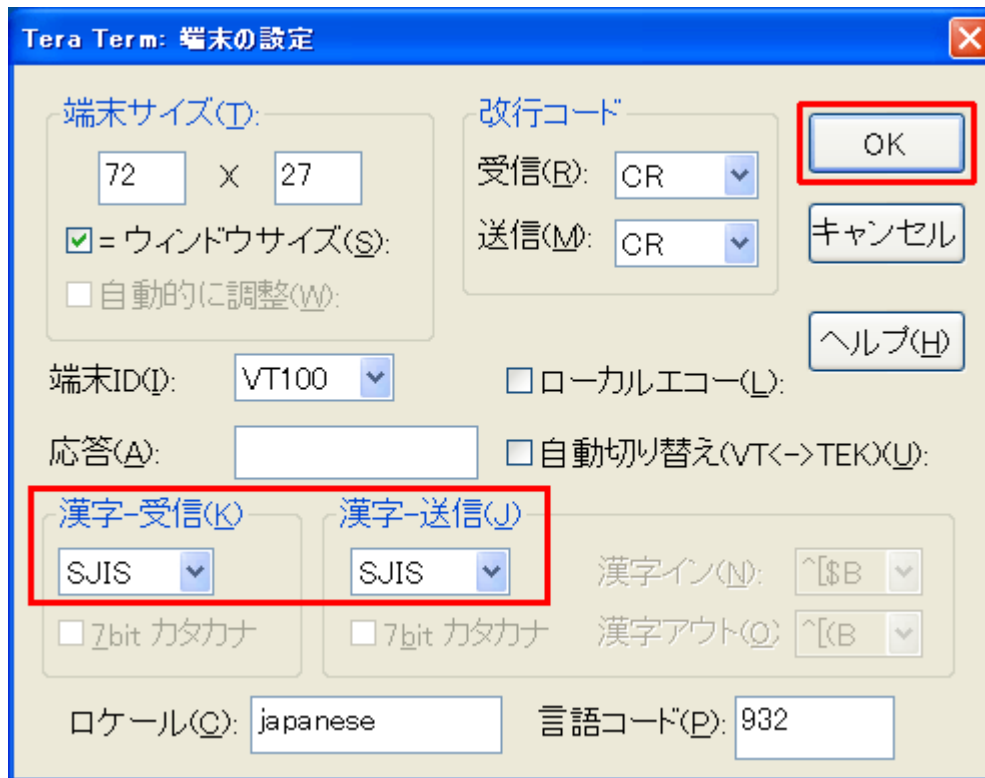 Tera Term: 端末の設定
端末サイズ(T):
72 X 27
= ウィンドウサイズ(S):
自動的に調整(W):
改行コード
受信(R): CR
送信(M): CR
OK
キャンセル
ヘルプ(H)
端末ID(I): VT100
ローカルエコー(L):
応答(A):
自動切り替え(VT<->TEK)(U):
漢字-受信(K)
SJIS
7bit カタカナ
漢字-送信(J)
SJIS
7bit カタカナ
漢字イン(N): ^[$B
漢字アウト(O) ^[(B
ロケール(C): japanese
言語コード(P): 932